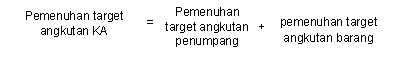 Pemenuhan target
angkutan KA
=
Pemenuhan
target angkutan
penumpang
+
pemenuhan target
angkutan barang